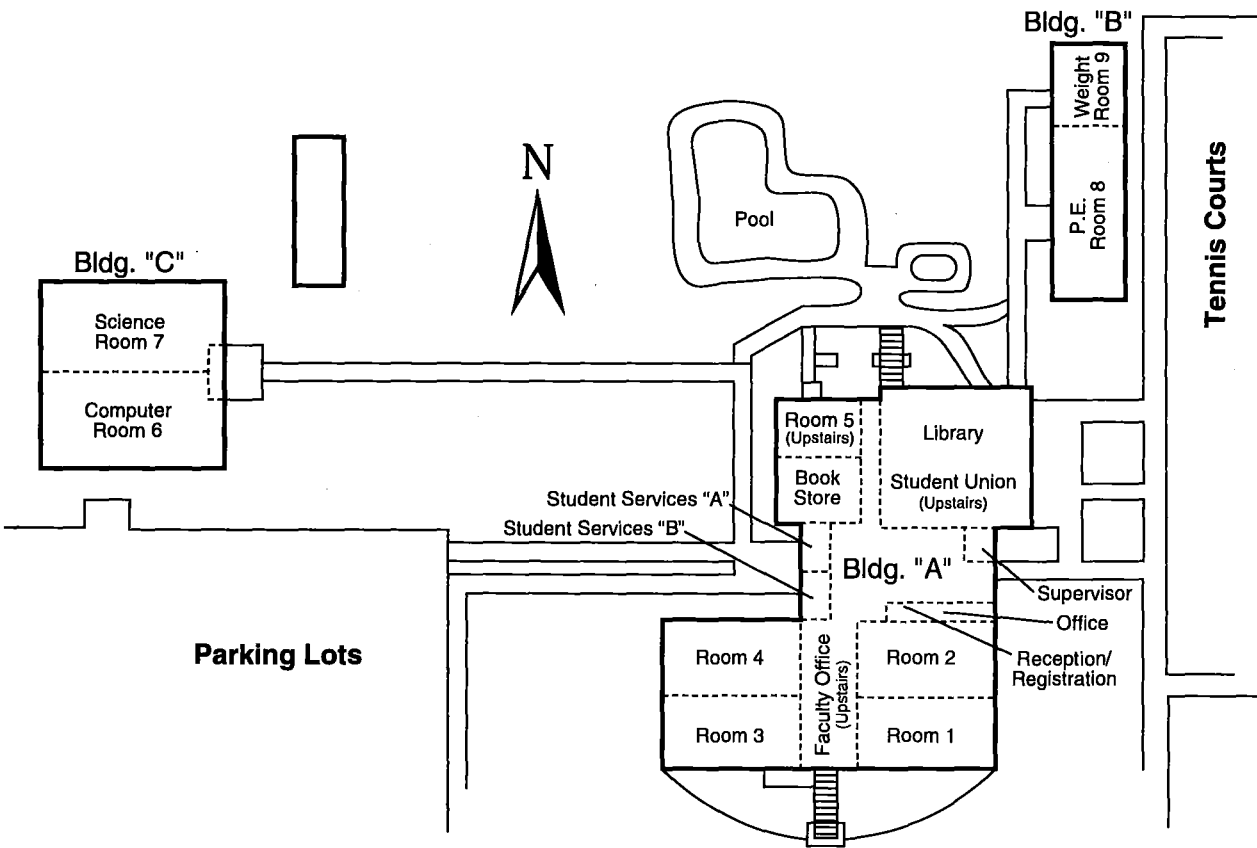 Bldg. "B"
Weight
Room 9
P.E.
Room 8
Tennis Courts
N
Pool
Bldg. "C"
Science
Room 7
Computer
Room 6
Room 5
(Upstairs)
Library
Book
Store
Student Union
(Upstairs)
Student Services "A"
Student Services "B"
Bldg. "A"
Supervisor
Office
Reception/
Registration
Parking Lots
Room 4
Faculty Office
(Upstairs)
Room 2
Room 3
Room 1